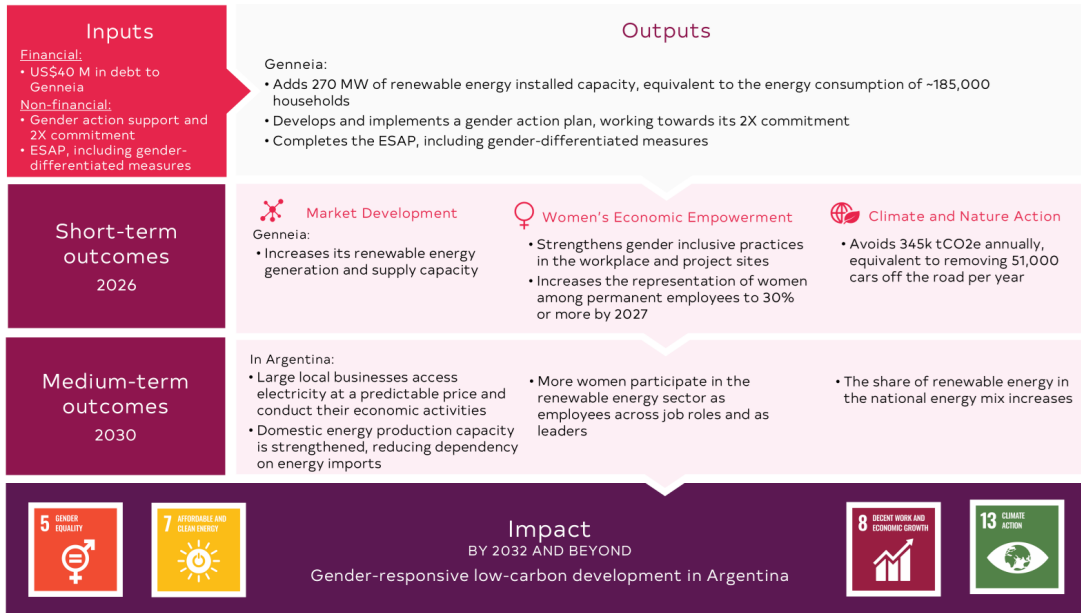 Inputs
Financial:
• US$40 M in debt to
Genneia
Non-financial:
• Gender action support and
2X commitment
• ESAP, including gender-
differentiated measures
Outputs
Genneia:
• Adds 270 MW of renewable energy installed capacity, equivalent to the energy consumption of ~185,000
households
• Develops and implements a gender action plan, working towards its 2X commitment
• Completes the ESAP, including gender-differentiated measures
Short-term
outcomes
2026
Market Development
Genneia:
• Increases its renewable energy
generation and supply capacity
Women's Economic Empowerment
• Strengthens gender inclusive practices
in the workplace and project sites
• Increases the representation of women
among permanent employees to 30%
or more by 2027
Climate and Nature Action
• Avoids 345k tCO2e annually,
equivalent to removing 51,000
cars off the road per year
Medium-term
outcomes
2030
In Argentina:
• Large local businesses access
electricity at a predictable price and
conduct their economic activities
• Domestic energy production capacity
is strengthened, reducing dependency
on energy imports
• More women participate in the
renewable energy sector as
employees across job roles and as
leaders
• The share of renewable energy in
the national energy mix increases
5 GENDER
EQUALITY
7 AFFORDABLE AND
CLEAN ENERGY
Impact
BY 2032 AND BEYOND
Gender-responsive low-carbon development in Argentina
8 DECENT WORK AND
ECONOMIC GROWTH
13 CLIMATE
ACTION